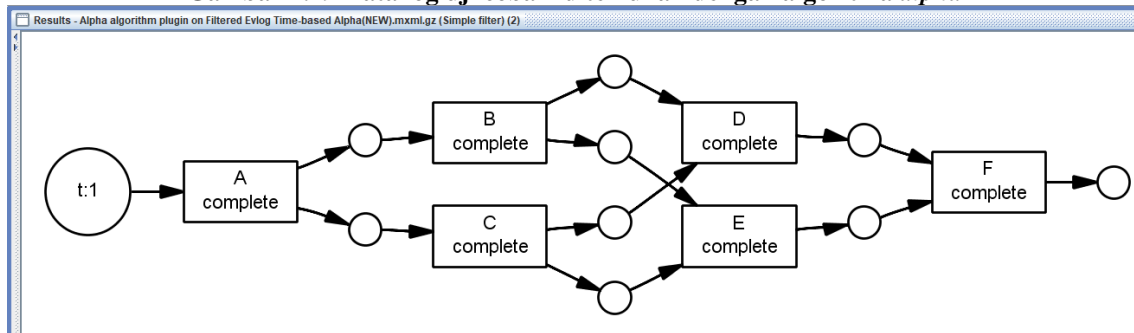 Results - Alpha algorithm plugin on Filtered Evlog Time-based Alpha(NEW).mxml.gz (Simple filter) (2)
t:1
A
complete
B
complete
C
complete
D
complete
E
complete
F
complete